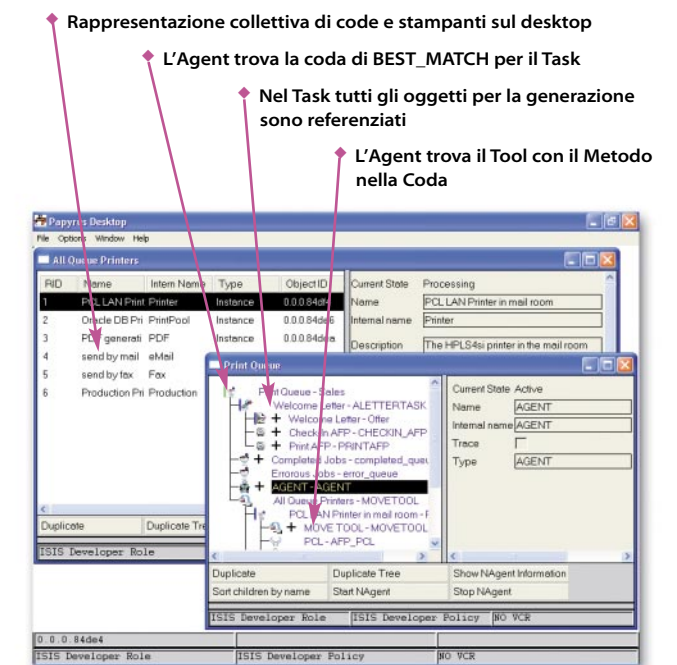 Rappresentazione collettiva di code e stampanti sul desktop
L'Agent trova la coda di BEST_MATCH per il Task
Nel Task tutti gli oggetti per la generazione
sono referenziati
L'Agent trova il Tool con il Metodo
nella Coda
Papyrus Desktop
File Options Window Help
All Queue Printers
RID Name Intern Name Type Object ID
1 PCL LAN Print Printer Instance 0.0.0.84df4
2 Oracle DB Pri PrintPool Instance 0.0.0.84de6
3 PDF generati PDF Instance 0.0.0.84dea
4 send by mail eMail
5 send by fax Fax
6 Production Pri Production
Current State Processing
Name PCL LAN Printer in mail room
Internal name Printer
Description The HPLS4si printer in the mail room
Duplicate Duplicate Tre
ISIS Developer Role
Print Queue
Print Queue - Sales
Welcome Letter - ALETTERTASK
Welcome Letter - Offer
CheckIn AFP - CHECKIN_AFP
Print AFP - PRINTAFP
Completed Jobs - completed_queu
Errorous Jobs - error_queue
AGENT - AGENT
All Queue Printers - MOVETOOL
PCL LAN Printer in mail room - F
MOVE TOOL - MOVETOOL
PCL - AFP_PCL
Current State Active
Name AGENT
Internal name AGENT
Trace
Type AGENT
Duplicate Duplicate Tree Show NAgent Information
Sort children by name Start NAgent Stop NAgent
ISIS Developer Role ISIS Developer Policy NO VCR
0.0.0.84de4
ISIS Developer Role ISIS Developer Policy NO VCR